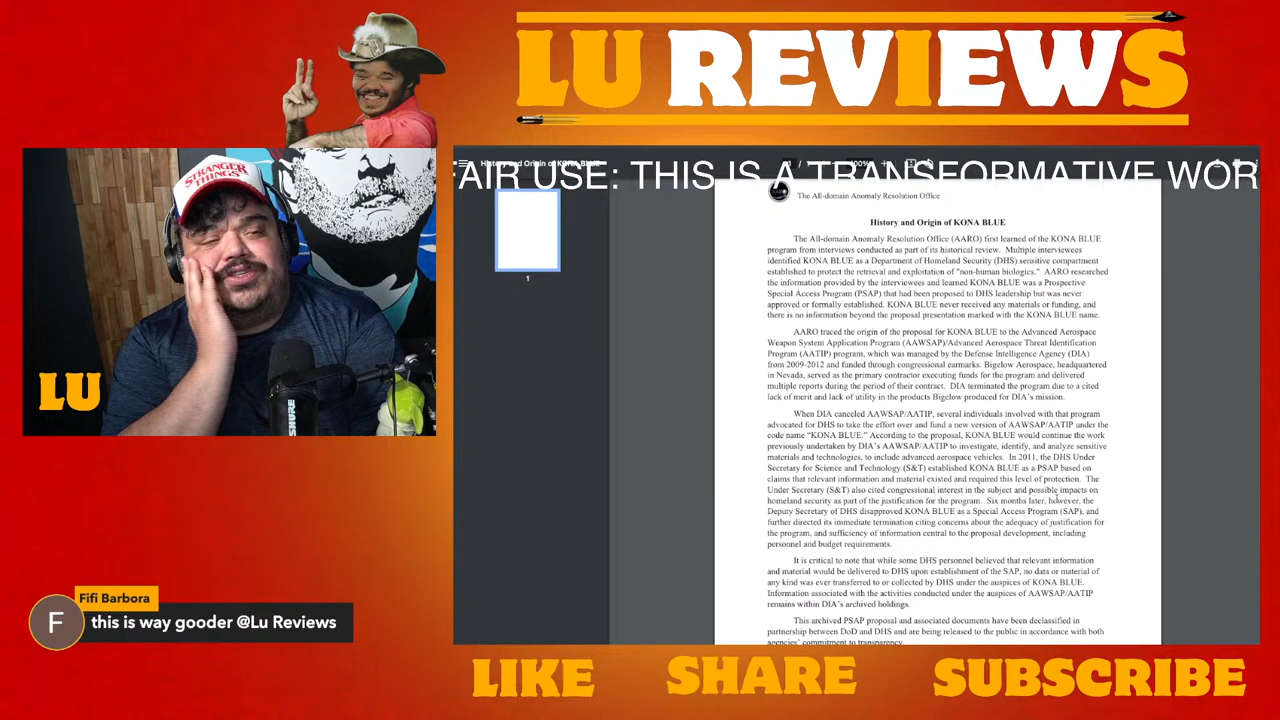 LU REVIEWS
STRANGER
THINGS
LU
SHURE
Fifi Barbora
F
this is way gooder @Lu Reviews
History and Origin of KONA BLUE
FAIR USE: THIS IS A TRANSFORMATIVE WOR
1
The All-domain Anomaly Resolution Office
History and Origin of KONA BLUE
The All-domain Anomaly Resolution Office (AARO) first learned of the KONA BLUE
program from interviews conducted as part of its historical review. Multiple interviewees
identified KONA BLUE as a Department of Homeland Security (DHS) sensitive compartment
established to protect the retrieval and exploitation of "non-human biologics." AARO researched
the information provided by the interviewees and learned KONA BLUE was a Prospective
Special Access Program (PSAP) that had been proposed to DHS leadership but was never
approved or formally established. KONA BLUE never received any materials or funding, and
there is no information beyond the proposal presentation marked with the KONA BLUE name.
AARO traced the origin of the proposal for KONA BLUE to the Advanced Aerospace
Weapon System Application Program (AAWSAP)/Advanced Aerospace Threat Identification
Program (AATIP) program, which was managed by the Defense Intelligence Agency (DIA)
from 2009-2012 and funded through congressional earmarks. Bigelow Aerospace, headquartered
in Nevada, served as the primary contractor executing funds for the program and delivered
multiple reports during the period of their contract. DIA terminated the program due to a cited
lack of merit and lack of utility in the products Bigelow produced for DIA's mission.
When DIA canceled AAWSAP/AATIP, several individuals involved with that program
advocated for DHS to take the effort over and fund a new version of AAWSAP/AATIP under the
code name “KONA BLUE.” According to the proposal, KONA BLUE would continue the work
previously undertaken by DIA's AAWSAP/AATIP to investigate, identify, and analyze sensitive
materials and technologies, to include advanced aerospace vehicles. In 2011, the DHS Under
Secretary for Science and Technology (S&T) established KONA BLUE as a PSAP based on
claims that relevant information and material existed and required this level of protection. The
Under Secretary (S&T) also cited congressional interest in the subject and possible impacts on
homeland security as part of the justification for the program. Six months later, however, the
Deputy Secretary of DHS disapproved KONA BLUE as a Special Access Program (SAP), and
further directed its immediate termination citing concerns about the adequacy of justification for
the program, and sufficiency of information central to the proposal development, including
personnel and budget requirements.
It is critical to note that while some DHS personnel believed that relevant information
and material would be delivered to DHS upon establishment of the SAP, no data or material of
any kind was ever transferred to or collected by DHS under the auspices of KONA BLUE.
Information associated with the activities conducted under the auspices of AAWSAP/AATIP
remains within DIA's archived holdings.
This archived PSAP proposal and associated documents have been declassified in
partnership between DoD and DHS and are being released to the public in accordance with both
agencies' commitment to transparency.
LIKE SHARE SUBSCRIBE